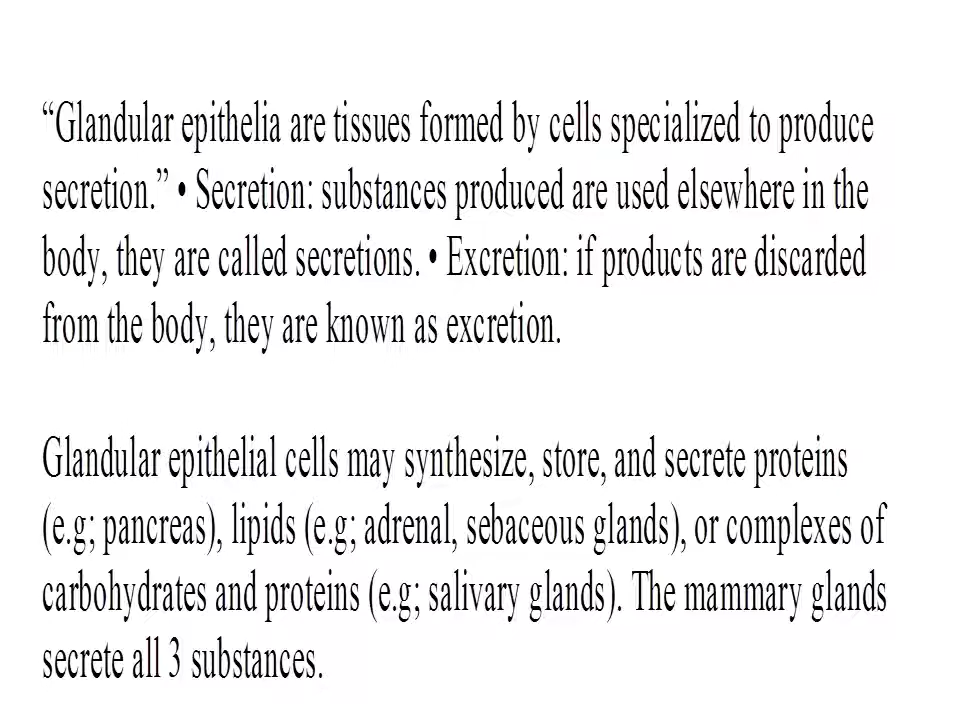 “Glandular epithelia are tissues formed by cells specialized to produce
secretion.” • Secretion: substances produced are used elsewhere in the
body, they are called secretions. • Excretion: if products are discarded
from the body, they are known as excretion.
Glandular epithelial cells may synthesize, store, and secrete proteins
(e.g; pancreas), lipids (e.g; adrenal, sebaceous glands), or complexes of
carbohydrates and proteins (e.g; salivary glands). The mammary glands
secrete all 3 substances.